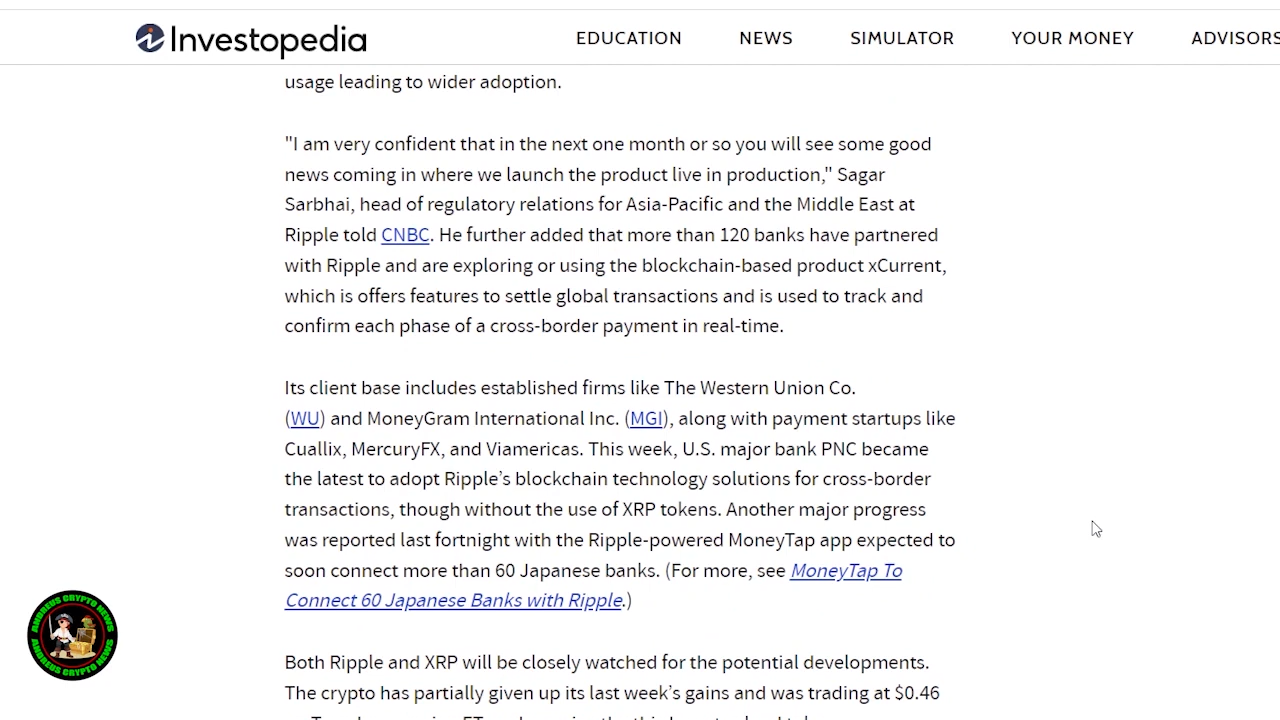 Investopedia
EDUCATION NEWS SIMULATOR YOUR MONEY ADVISORS
usage leading to wider adoption.
"I am very confident that in the next one month or so you will see some good
news coming in where we launch the product live in production," Sagar
Sarbhai, head of regulatory relations for Asia-Pacific and the Middle East at
Ripple told CNBC. He further added that more than 120 banks have partnered
with Ripple and are exploring or using the blockchain-based product xCurrent,
which is offers features to settle global transactions and is used to track and
confirm each phase of a cross-border payment in real-time.
Its client base includes established firms like The Western Union Co.
(WU) and MoneyGram International Inc. (MGI), along with payment startups like
Cuallix, MercuryFX, and Viamericas. This week, U.S. major bank PNC became
the latest to adopt Ripple’s blockchain technology solutions for cross-border
transactions, though without the use of XRP tokens. Another major progress
was reported last fortnight with the Ripple-powered MoneyTap app expected to
soon connect more than 60 Japanese banks. (For more, see MoneyTap To
Connect 60 Japanese Banks with Ripple.)
ANDREUS CRYPTO NEWS
ANDREUS CRYPTO NEWS
Both Ripple and XRP will be closely watched for the potential developments.
The crypto has partially given up its last week’s gains and was trading at $0.46